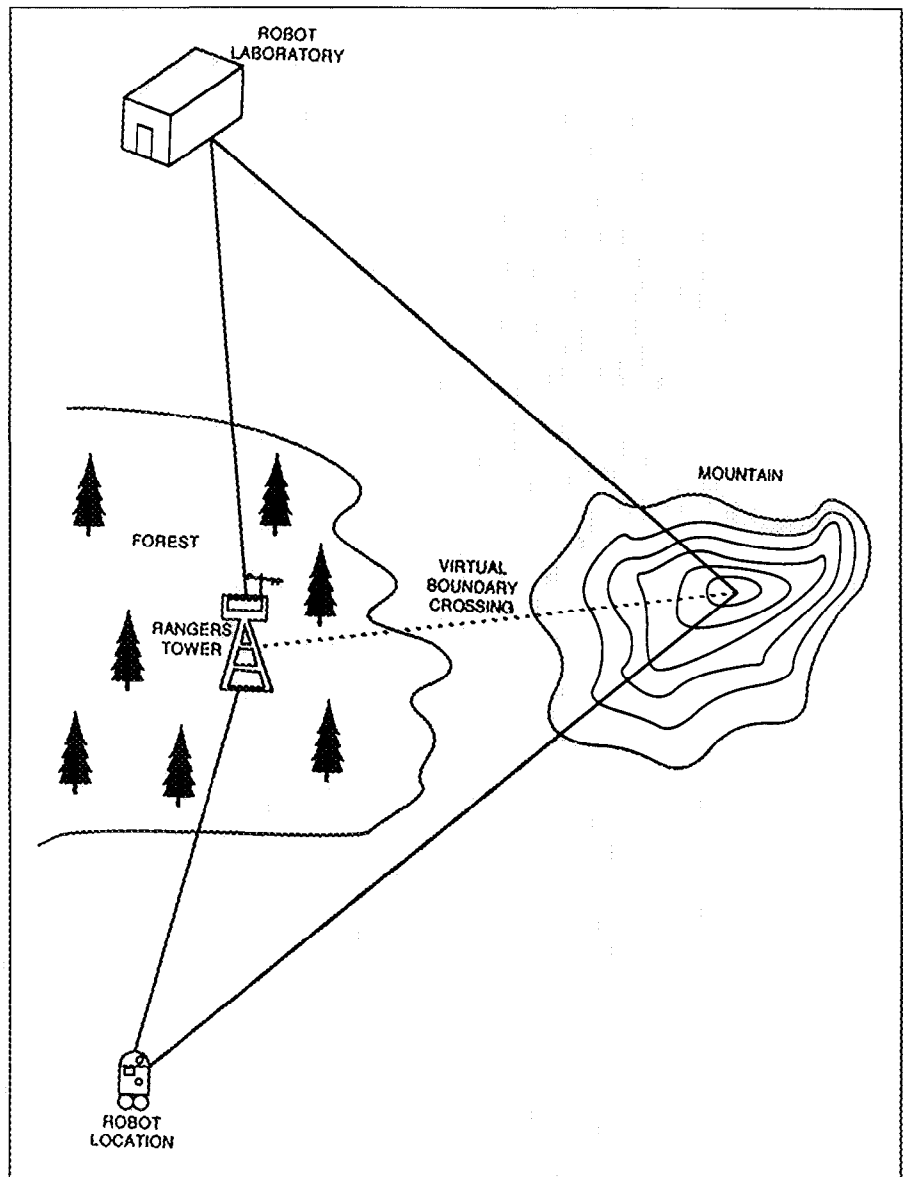 ROBOT
LABORATORY
MOUNTAIN
FOREST
VIRTUAL
BOUNDARY
CROSSING
RANGERS
TOWER
ROBOT
LOCATION